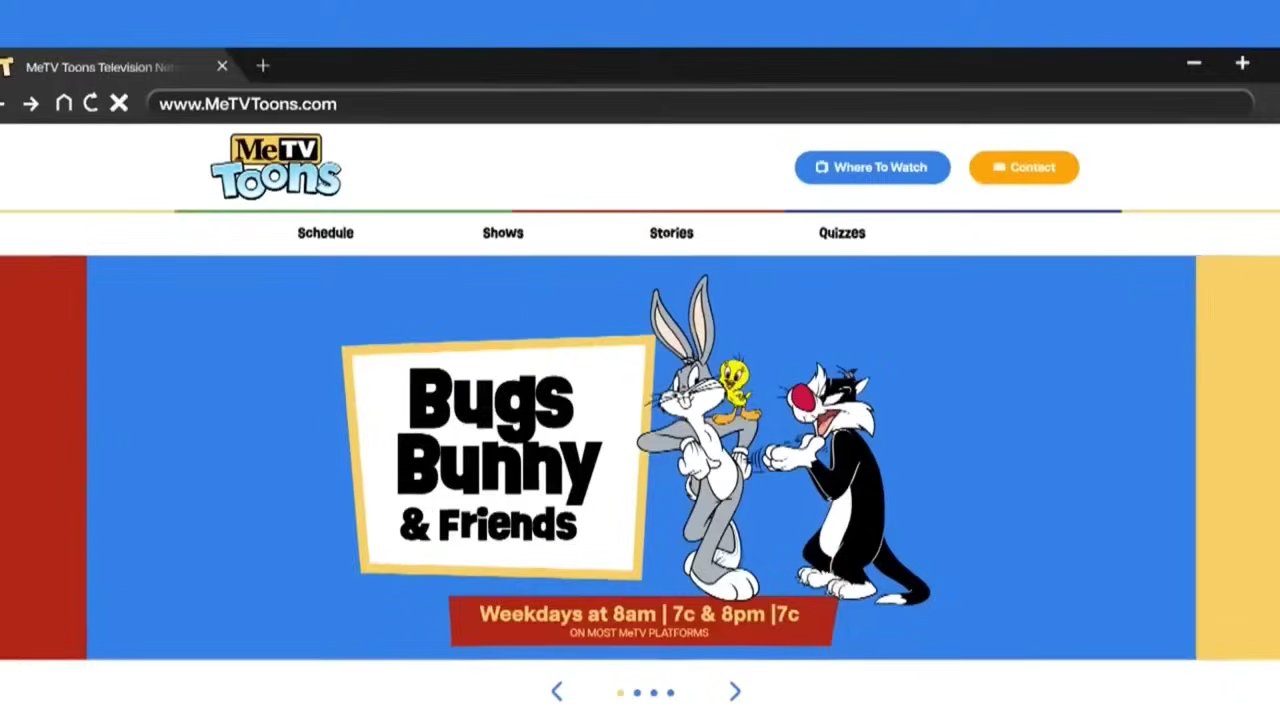 MeTV Toons Television Net
www.MeTVToons.com
MeTV
Toons
Where To Watch
Contact
Schedule
Shows
Stories
Quizzes
Bugs
Bunny
& Friends
Weekdays at 8am | 7c & 8pm |7c
ON MOST MeTV PLATFORMS